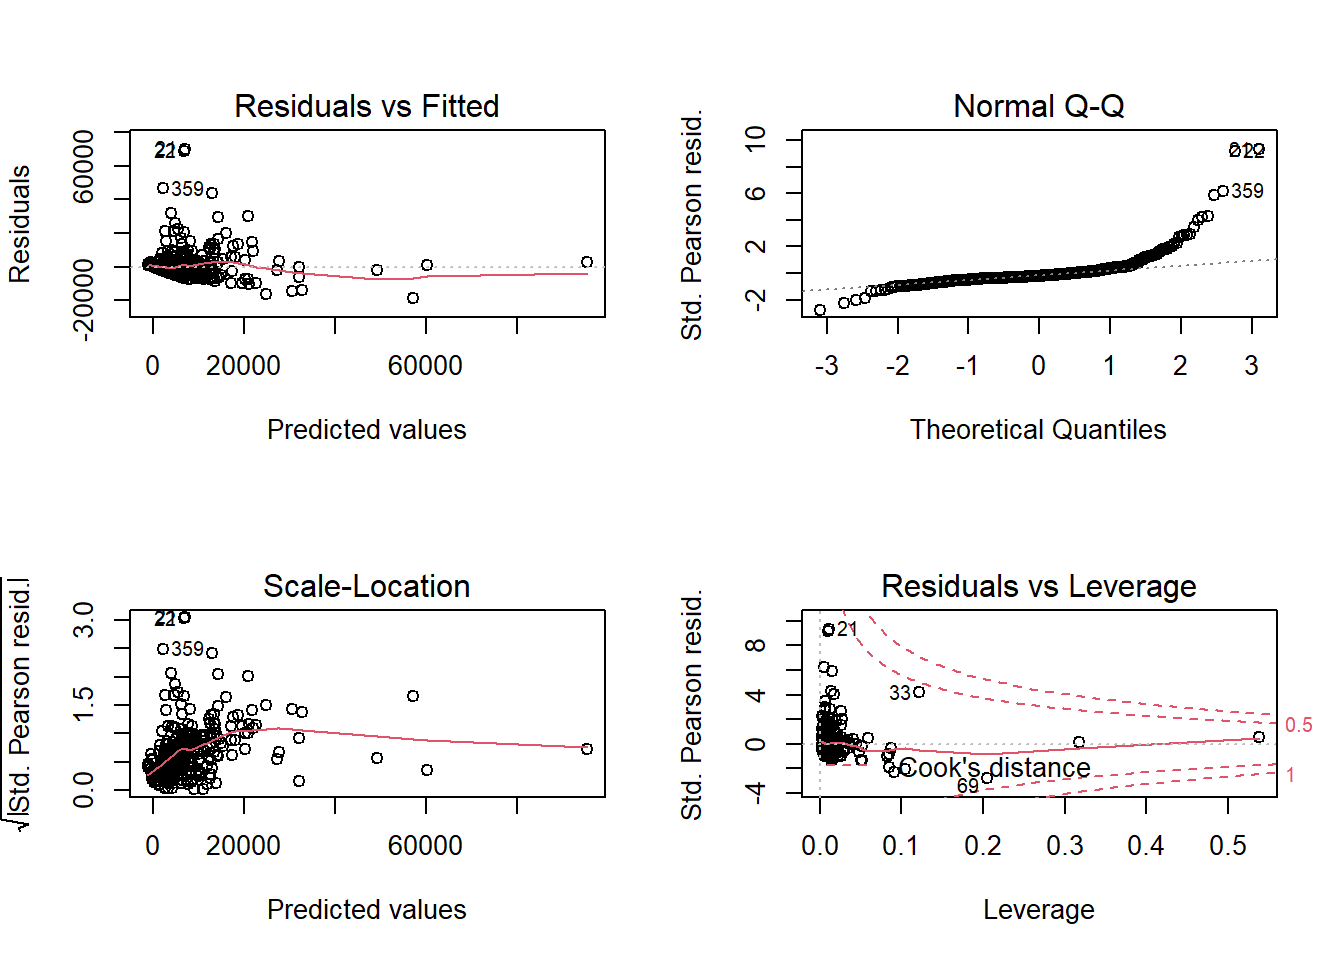 Residuals vs Fitted
Residuals
60000
-20000
359
0 20000 60000
Predicted values
Normal Q-Q
Std. Pearson resid.
10
6
2
-2
359
-3 -2 -1 0 1 2 3
Theoretical Quantiles
Scale-Location
√|Std. Pearson resid.|
3.0
1.5
0.0
359
0 20000 60000
Predicted values
Residuals vs Leverage
Std. Pearson resid.
8
4
0
-4
21
33
69
Cook's distance
0.5
1
0.0 0.1 0.2 0.3 0.4 0.5
Leverage